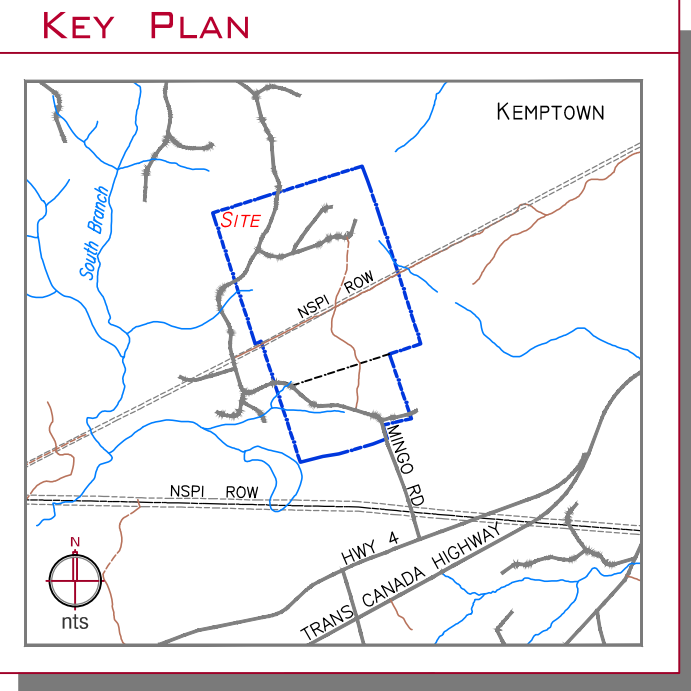 KEY PLAN
KEMPTOWN
South Branch
SITE
NSPI ROW
NSPI ROW
MINGO RD
HWY 4
TRANS CANADA HIGHWAY
N
nts